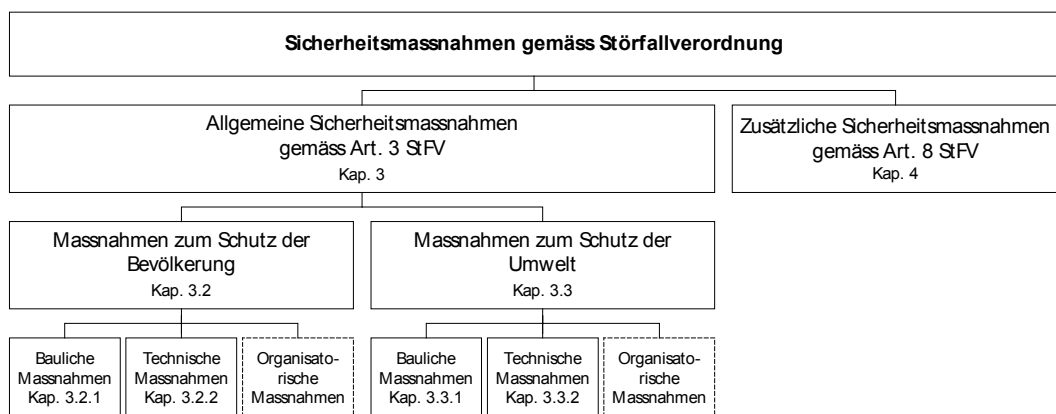 Sicherheitsmassnahmen gemäss Störfallverordnung
Allgemeine Sicherheitsmassnahmen
gemäss Art. 3 StFV
Kap. 3
Zusätzliche Sicherheitsmassnahmen
gemäss Art. 8 StFV
Kap. 4
Massnahmen zum Schutz der
Bevölkerung
Kap. 3.2
Massnahmen zum Schutz der
Umwelt
Kap. 3.3
Bauliche
Massnahmen
Kap. 3.2.1
Technische
Massnahmen
Kap. 3.2.2
Organisato-
rische
Massnahmen
Bauliche
Massnahmen
Kap. 3.3.1
Technische
Massnahmen
Kap. 3.3.2
Organisato-
rische
Massnahmen